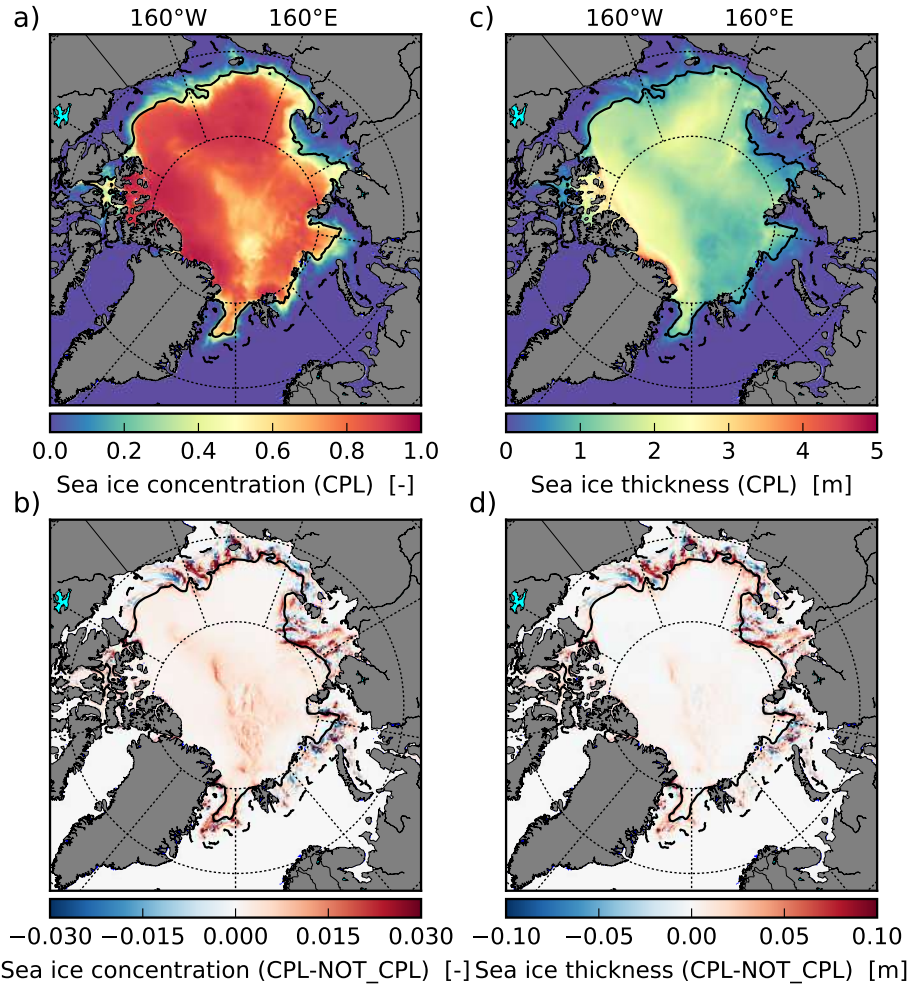 a) 160°W 160°E c) 160°W 160°E
0.0 0.2 0.4 0.6 0.8 1.0 0 1 2 3 4 5
Sea ice concentration (CPL) [-] Sea ice thickness (CPL) [m]
b) d)
−0.030 −0.015 0.000 0.015 0.030 −0.10 −0.05 0.00 0.05 0.10
Sea ice concentration (CPL-NOT_CPL) [-] Sea ice thickness (CPL-NOT_CPL) [m]